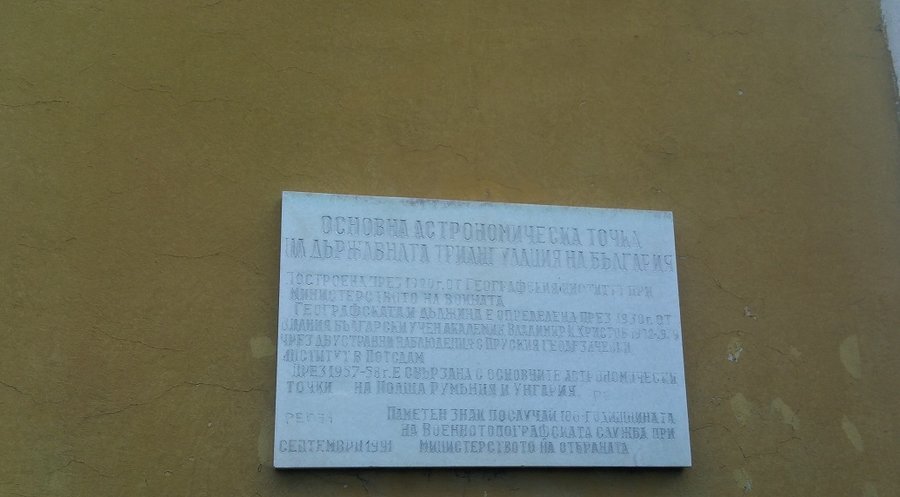 ОСНОВНА АСТРОНОМИЧЕСКА ТОЧКА
НА ДЪРЖАВНАТА ТРИАНГУЛАЦИЯ НА БЪЛГАРИЯ
ПОСТРОЕНА ПРЕЗ ОТ ГЕОГРАФСКИЯ ИНСТИТУТ ПРИ
МИНИСТЕРСТВОТО НА ВОЙНАТА
ГЕОГРАФСКАТА Й ДЪЛЖИНА Е ОПРЕДЕЛЕНА ПРЕЗ 1930г. ОТ
БЪЛГАРСКИ УЧЕН АКАДЕМИК ВЛАДИМИР К. ХРИСТОВ
ЧРЕЗ ДВУСТРАННИ НАБЛЮДЕНИЯ С ПРУСКИЯ ГЕОДЕЗИЧЕСКИ
ИНСТИТУТ В ПОТСДАМ
ПРЕЗ 1957-58 г. Е СВЪРЗАНА С ОСНОВНИТЕ АСТРОНОМИЧЕСКИ
ТОЧКИ НА ПОЛША РУМЪНИЯ И УНГАРИЯ.
ПАМЕТЕН ЗНАК ПО СЛУЧАЙ 100-ГОДИШНИНАТА
НА ВОЕННОТОПОГРАФСКАТА СЛУЖБА ПРИ
СЕПТЕМВРИ 1991 МИНИСТЕРСТВОТО НА ОТБРАНАТА